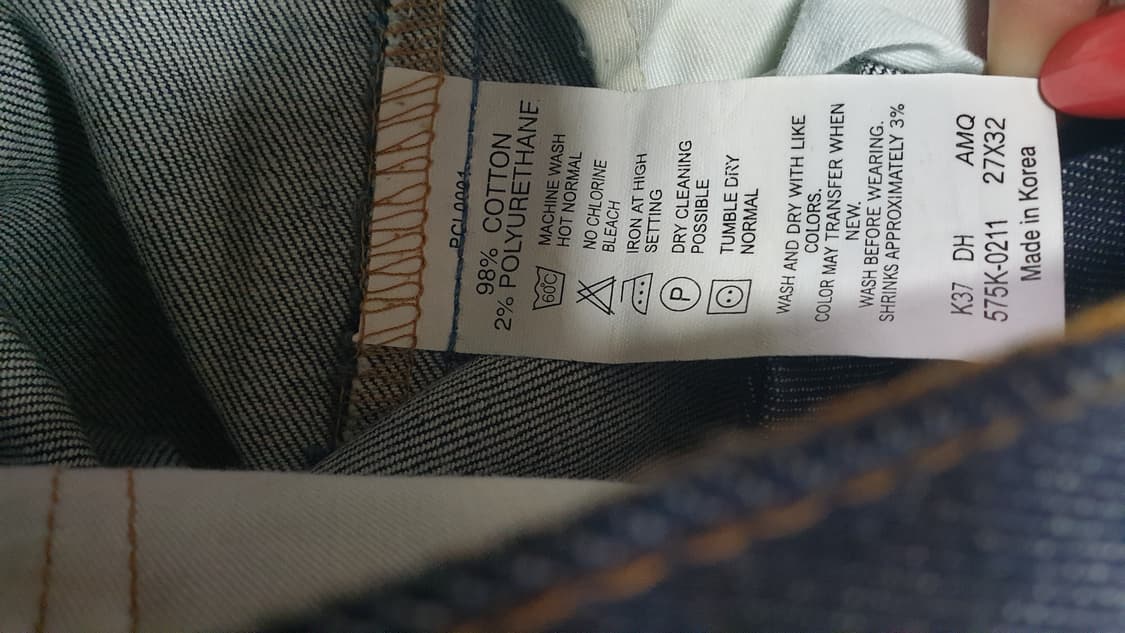 PCL0001
98% COTTON
2% POLYURETHANE
60°C
MACHINE WASH
HOT NORMAL
NO CHLORINE
BLEACH
IRON AT HIGH
SETTING
P
DRY CLEANING
POSSIBLE
TUMBLE DRY
NORMAL
WASH AND DRY WITH LIKE
COLORS.
COLOR MAY TRANSFER WHEN
NEW.
WASH BEFORE WEARING.
SHRINKS APPROXIMATELY 3%
K37 DH AMQ
575K-0211 27X32
Made in Korea